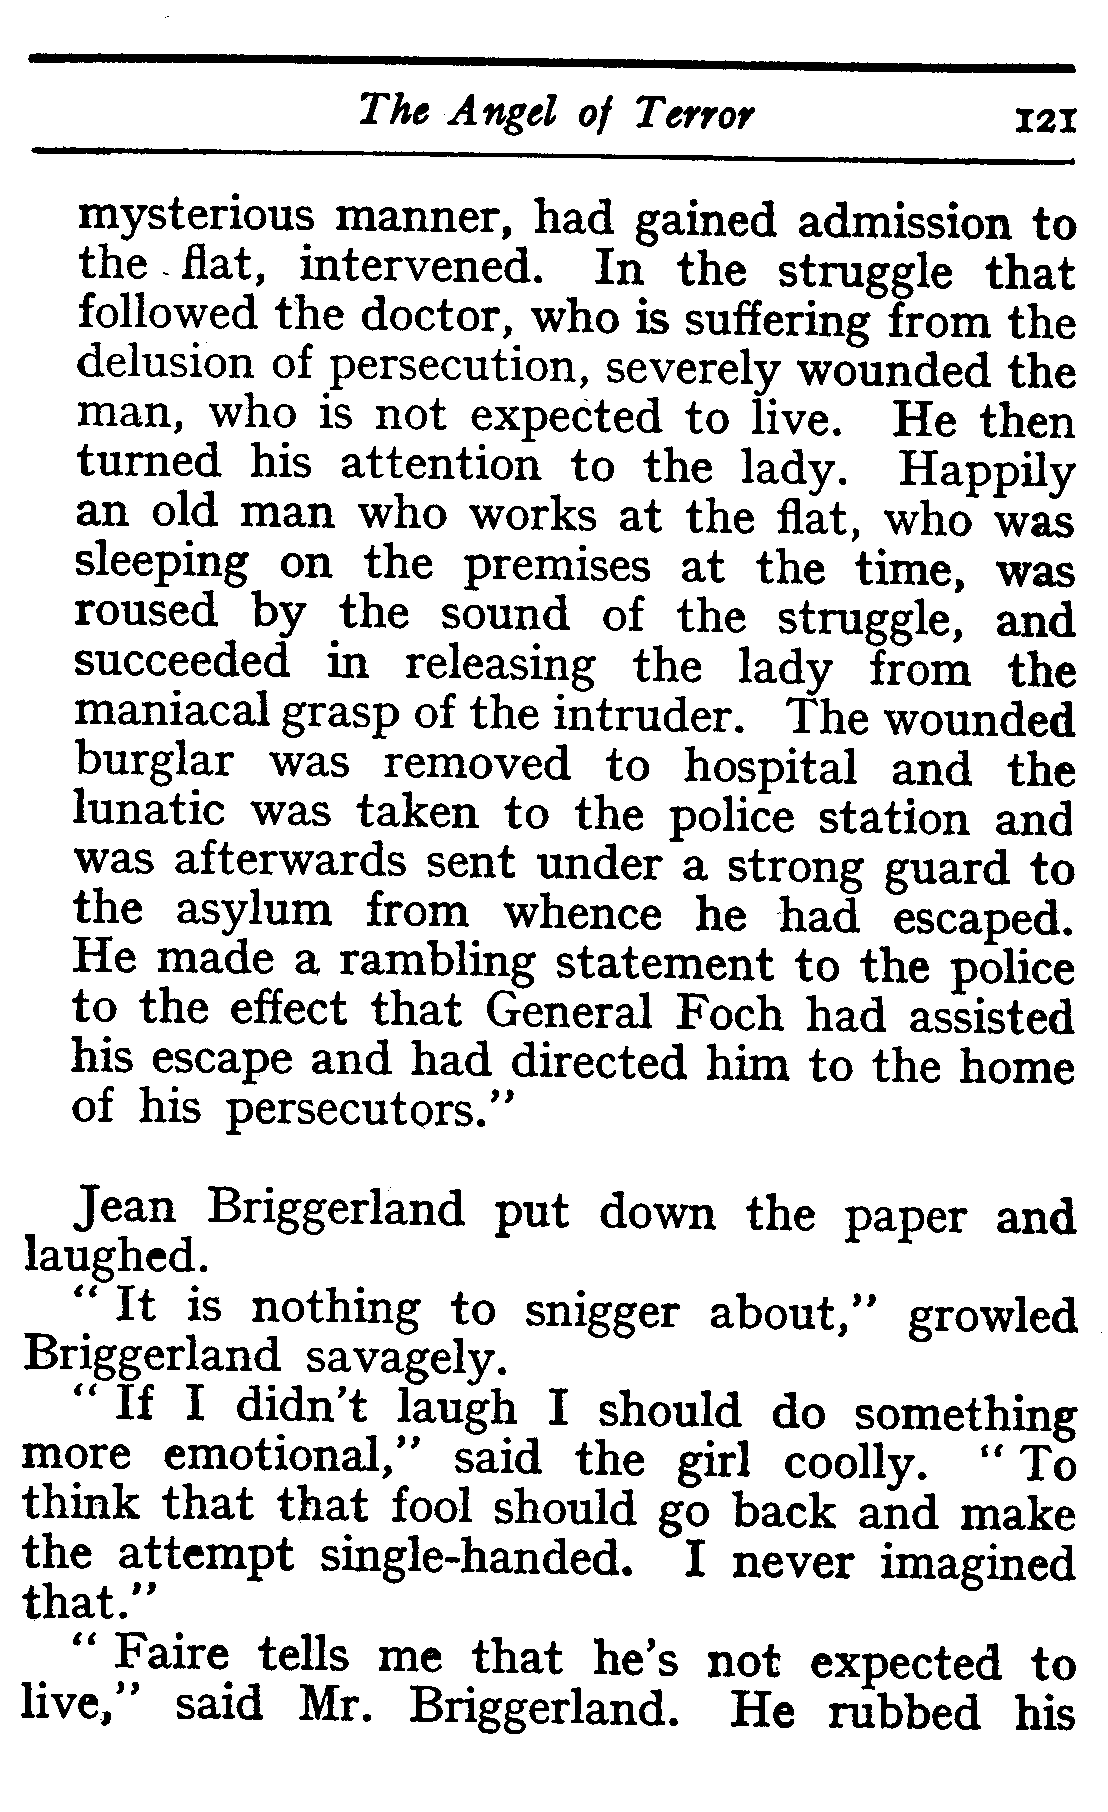 The Angel of Terror 121
mysterious manner, had gained admission to
the flat, intervened. In the struggle that
followed the doctor, who is suffering from the
delusion of persecution, severely wounded the
man, who is not expected to live. He then
turned his attention to the lady. Happily
an old man who works at the flat, who was
sleeping on the premises at the time, was
roused by the sound of the struggle, and
succeeded in releasing the lady from the
maniacal grasp of the intruder. The wounded
burglar was removed to hospital and the
lunatic was taken to the police station and
was afterwards sent under a strong guard to
the asylum from whence he had escaped.
He made a rambling statement to the police
to the effect that General Foch had assisted
his escape and had directed him to the home
of his persecutors."
Jean Briggerland put down the paper and
laughed.
"It is nothing to snigger about," growled
Briggerland savagely.
"If I didn't laugh I should do something
more emotional," said the girl coolly. "To
think that that fool should go back and make
the attempt single-handed. I never imagined
that."
"Faire tells me that he's not expected to
live," said Mr. Briggerland. He rubbed his